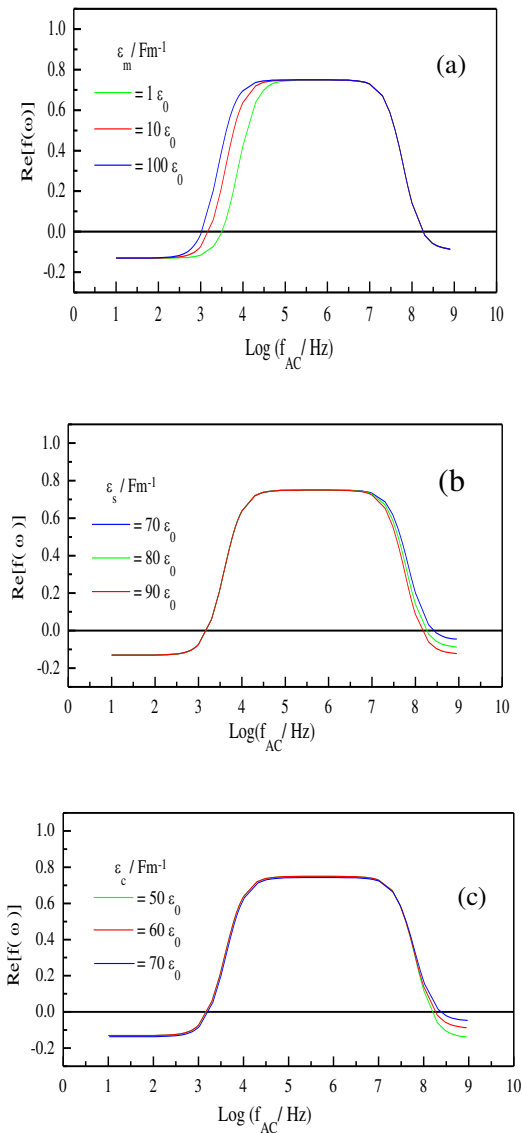 (a)
ε_m / Fm⁻¹
= 1 ε_0
= 10 ε_0
= 100 ε_0
Re[f(ω)]
1.0
0.8
0.6
0.4
0.2
0.0
-0.2
0 1 2 3 4 5 6 7 8 9 10
Log (f_AC / Hz)
(b
ε_s / Fm⁻¹
= 70 ε_0
= 80 ε_0
= 90 ε_0
Re[f( ω )]
1.0
0.8
0.6
0.4
0.2
0.0
-0.2
0 1 2 3 4 5 6 7 8 9 10
Log(f_AC / Hz)
(c)
ε_c / Fm⁻¹
= 50 ε_0
= 60 ε_0
= 70 ε_0
Re[f( ω )]
1.0
0.8
0.6
0.4
0.2
0.0
-0.2
0 1 2 3 4 5 6 7 8 9 10
Log (f_AC / Hz)